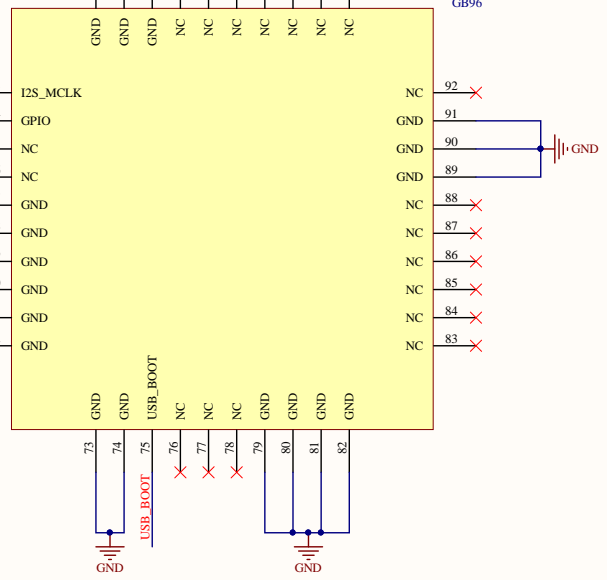 GB96
GND GND GND NC NC NC NC NC NC NC
I2S_MCLK NC 92
GPIO GND 91
NC GND 90 GND
NC GND 89
GND NC 88
GND NC 87
GND NC 86
GND NC 85
GND NC 84
GND NC 83
GND GND USB_BOOT NC NC NC GND GND GND GND
73 74 75 76 77 78 79 80 81 82
USB_BOOT
GND GND